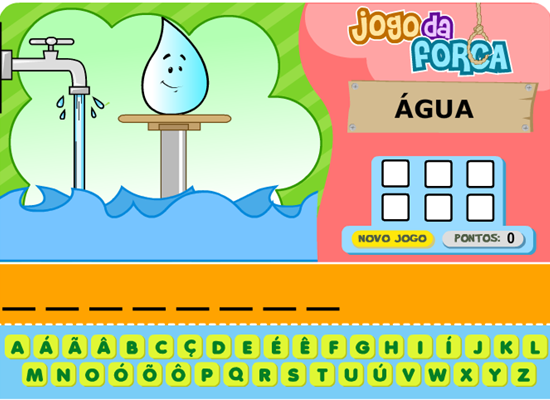 JOGO da
FORCA
ÁGUA
NOVO JOGO
PONTOS: 0
A Á Ã Â B C Ç D E É Ê F G H I Í J K L
M N O Ó Õ Ô P Q R S T U Ú V W X Y Z